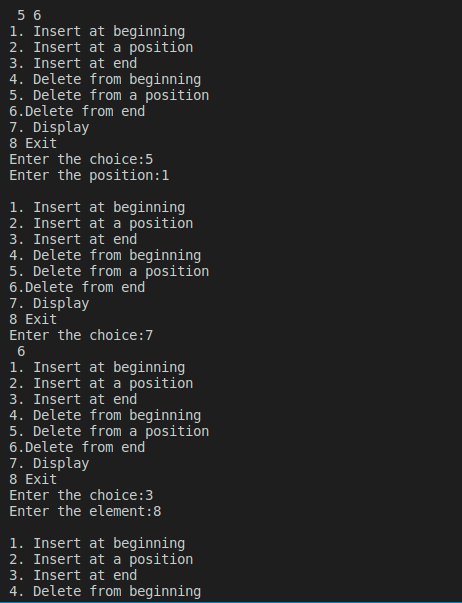 5 6
1. Insert at beginning
2. Insert at a position
3. Insert at end
4. Delete from beginning
5. Delete from a position
6.Delete from end
7. Display
8 Exit
Enter the choice:5
Enter the position:1
1. Insert at beginning
2. Insert at a position
3. Insert at end
4. Delete from beginning
5. Delete from a position
6.Delete from end
7. Display
8 Exit
Enter the choice:7
6
1. Insert at beginning
2. Insert at a position
3. Insert at end
4. Delete from beginning
5. Delete from a position
6.Delete from end
7. Display
8 Exit
Enter the choice:3
Enter the element:8
1. Insert at beginning
2. Insert at a position
3. Insert at end
4. Delete from beginning